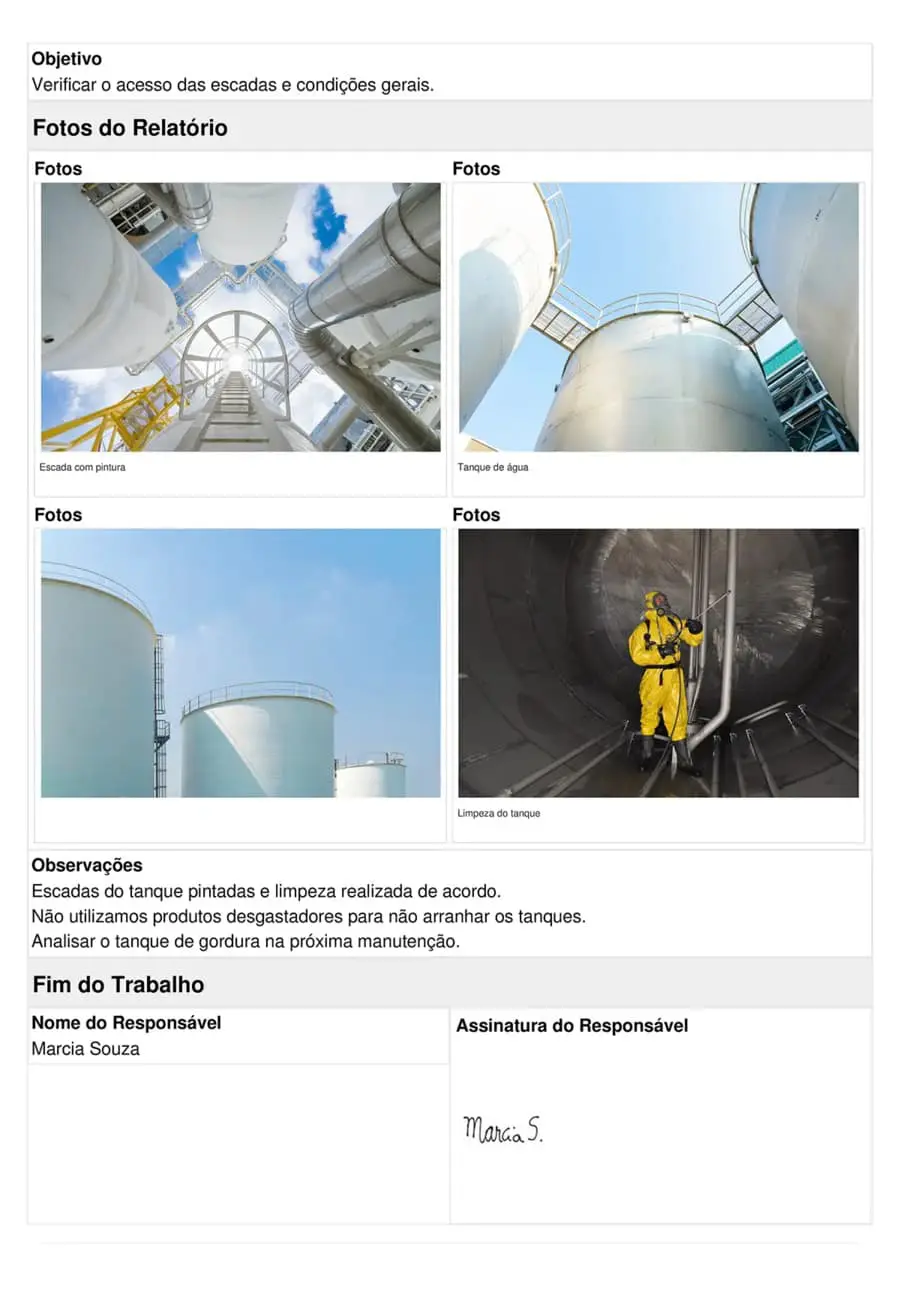 Objetivo
Verificar o acesso das escadas e condições gerais.
Fotos do Relatório
Fotos
Fotos
Escada com pintura
Tanque de água
Fotos
Fotos
Limpeza do tanque
Observações
Escadas do tanque pintadas e limpeza realizada de acordo.
Não utilizamos produtos desgastadores para não arranhar os tanques.
Analisar o tanque de gordura na próxima manutenção.
Fim do Trabalho
Nome do Responsável
Marcia Souza
Assinatura do Responsável
Marcia S.